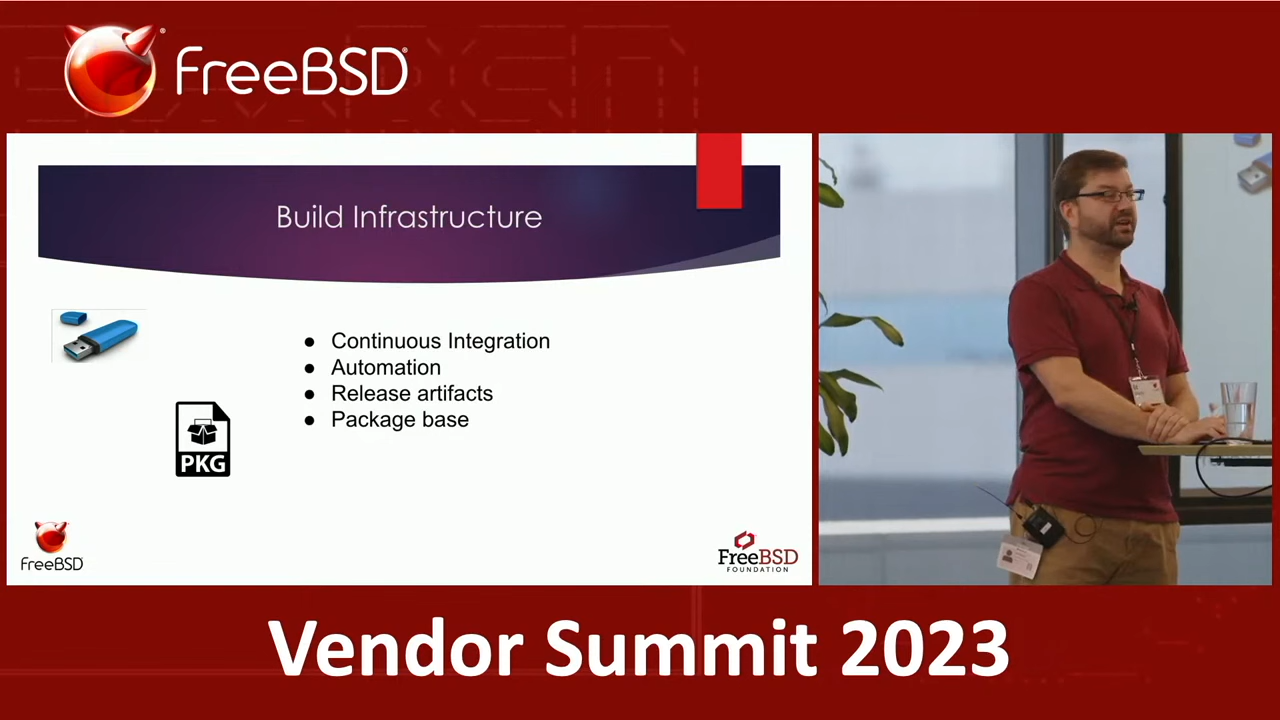 FreeBSD®
Build Infrastructure
● Continuous Integration
● Automation
● Release artifacts
● Package base
PKG
FreeBSD
FreeBSD
FOUNDATION
Vendor Summit 2023